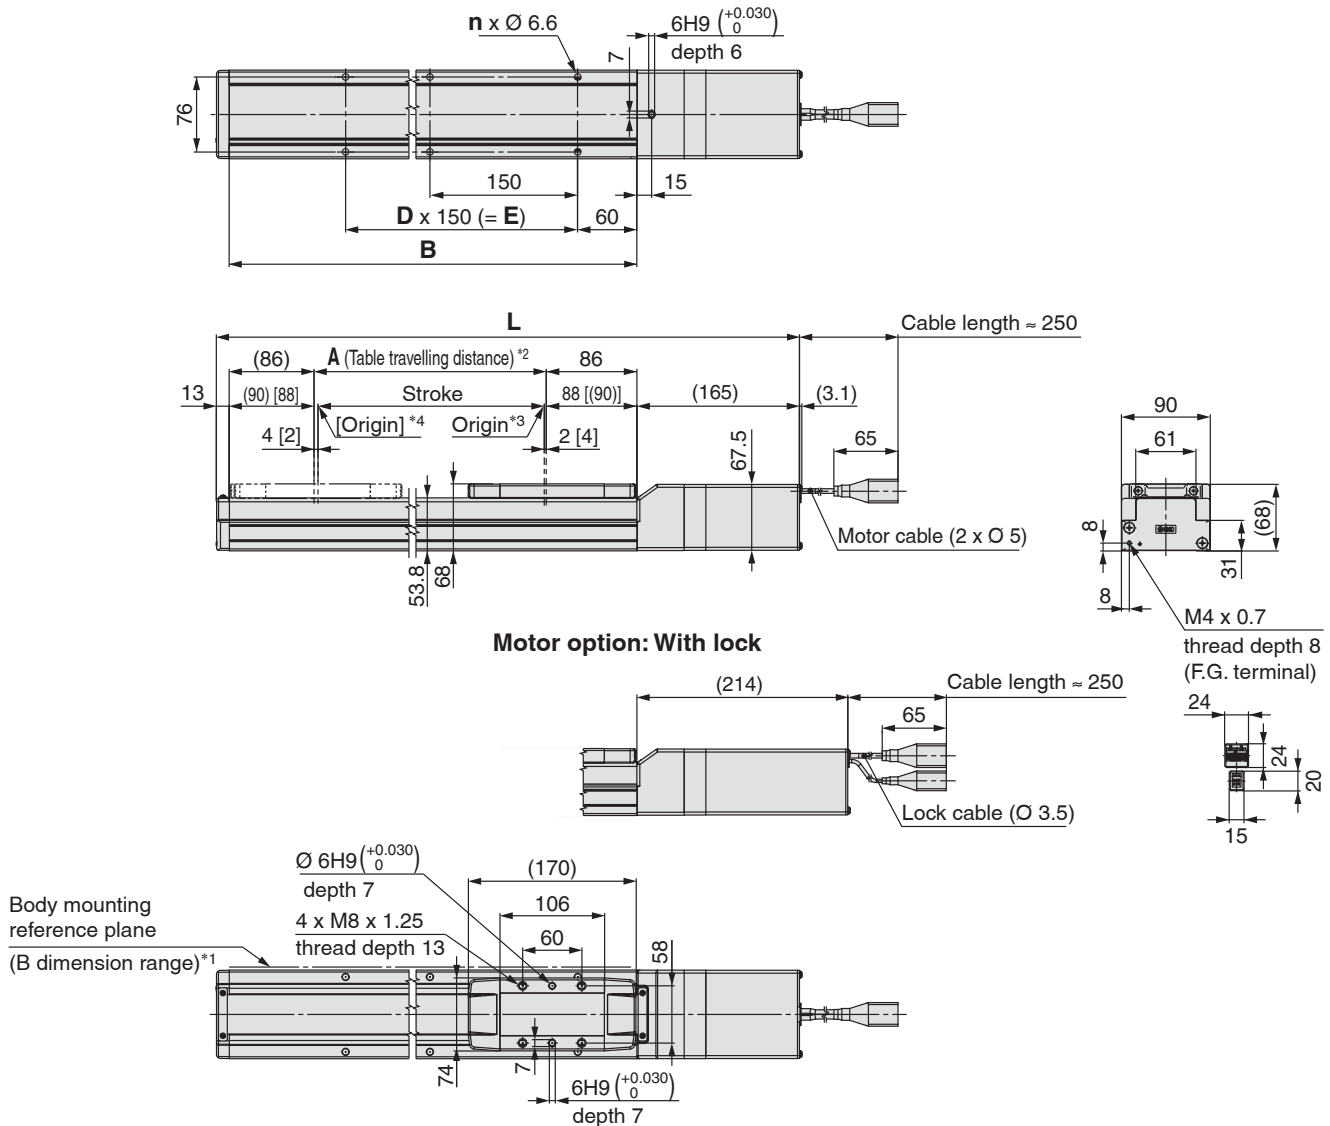 n x Ø 6.6
6H9 (+0.030 0)
depth 6
7
76
150
15
D x 150 (= E)
60
B
L
Cable length ≈ 250
(86)
A (Table travelling distance) *2
86
13
(90) [88]
Stroke
88 [(90)]
(165)
(3.1)
[Origin] *4
Origin*3
4 [2]
2 [4]
67.5
65
90
61
Motor cable (2 x Ø 5)
53.8
68
8
8
31
(68)
M4 x 0.7
thread depth 8
(F.G. terminal)
Motor option: With lock
(214)
Cable length ≈ 250
65
Lock cable (Ø 3.5)
24
24
20
15
Ø 6H9 (+0.030 0)
depth 7
(170)
106
4 x M8 x 1.25
thread depth 13
60
58
Body mounting
reference plane
(B dimension range)*1
74
7
6H9 (+0.030 0)
depth 7